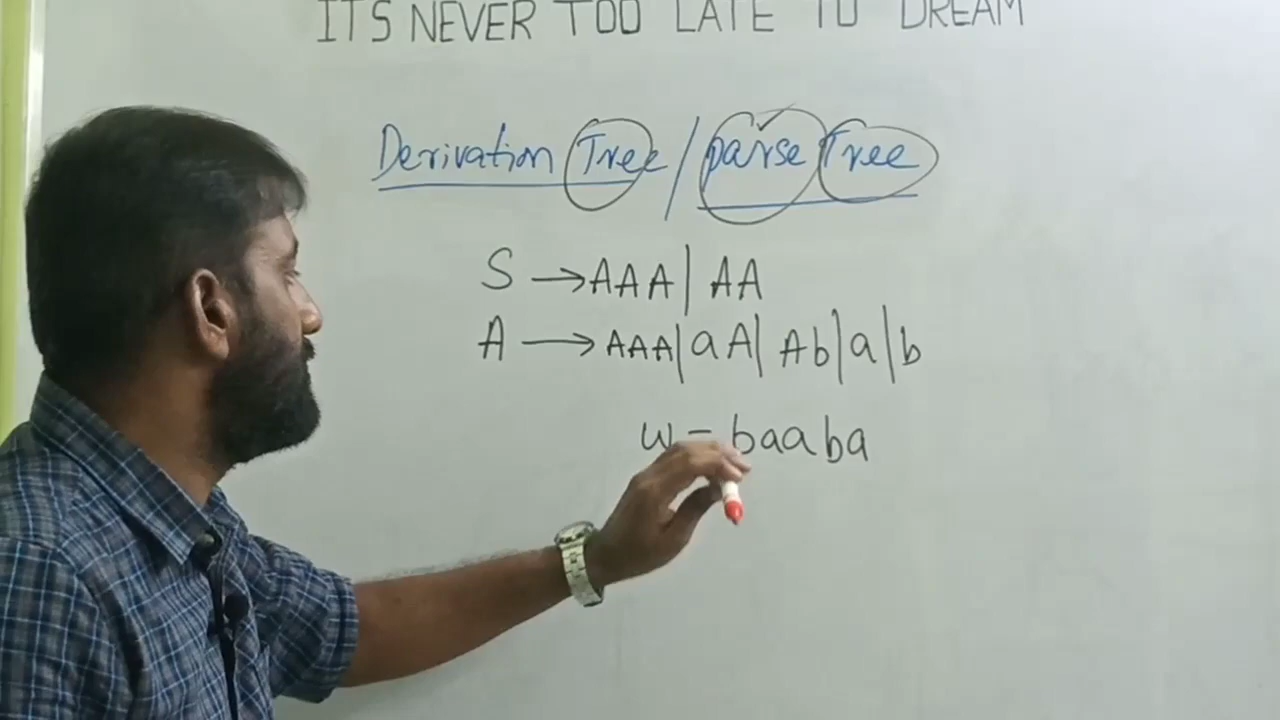 ITS NEVER TOO LATE TO DREAM
Derivation Tree / parse Tree
S → AAA | AA
A → AAA | aA | Ab | a | b
w = baaba